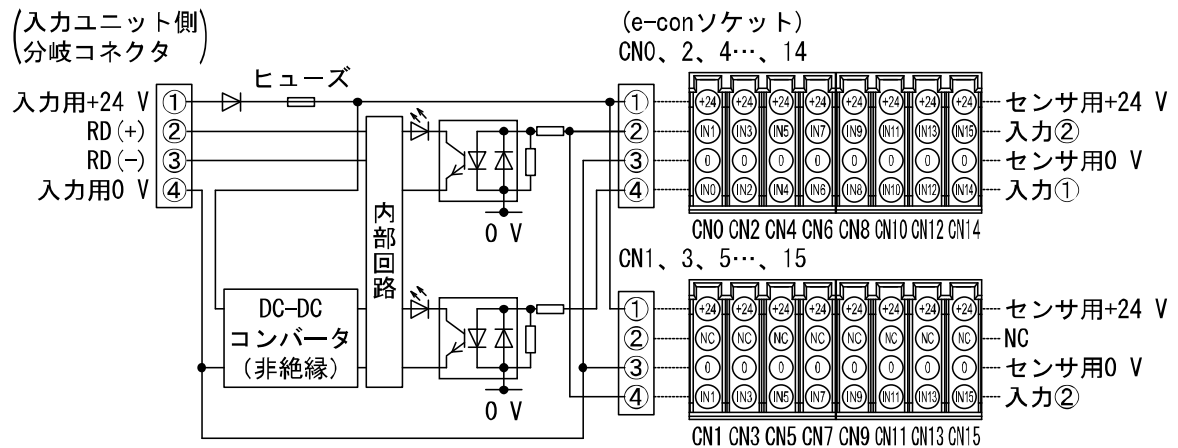 (入力ユニット側
分岐コネクタ)
入力用+24 V ①
RD(+) ②
RD(−) ③
入力用0 V ④
ヒューズ
内部回路
DC−DC
コンバータ
(非絶縁)
0 V
0 V
(e-conソケット)
CN0、2、4…、14
① +24 +24 +24 +24 +24 +24 +24 +24 センサ用+24 V
② IN1 IN3 IN5 IN7 IN9 IN11 IN13 IN15 入力②
③ 0 0 0 0 0 0 0 0 センサ用0 V
④ IN0 IN2 IN4 IN6 IN8 IN10 IN12 IN14 入力①
CN0 CN2 CN4 CN6 CN8 CN10 CN12 CN14
CN1、3、5…、15
① +24 +24 +24 +24 +24 +24 +24 +24 センサ用+24 V
② NC NC NC NC NC NC NC NC NC
③ 0 0 0 0 0 0 0 0 センサ用0 V
④ IN1 IN3 IN5 IN7 IN9 IN11 IN13 IN15 入力②
CN1 CN3 CN5 CN7 CN9 CN11 CN13 CN15